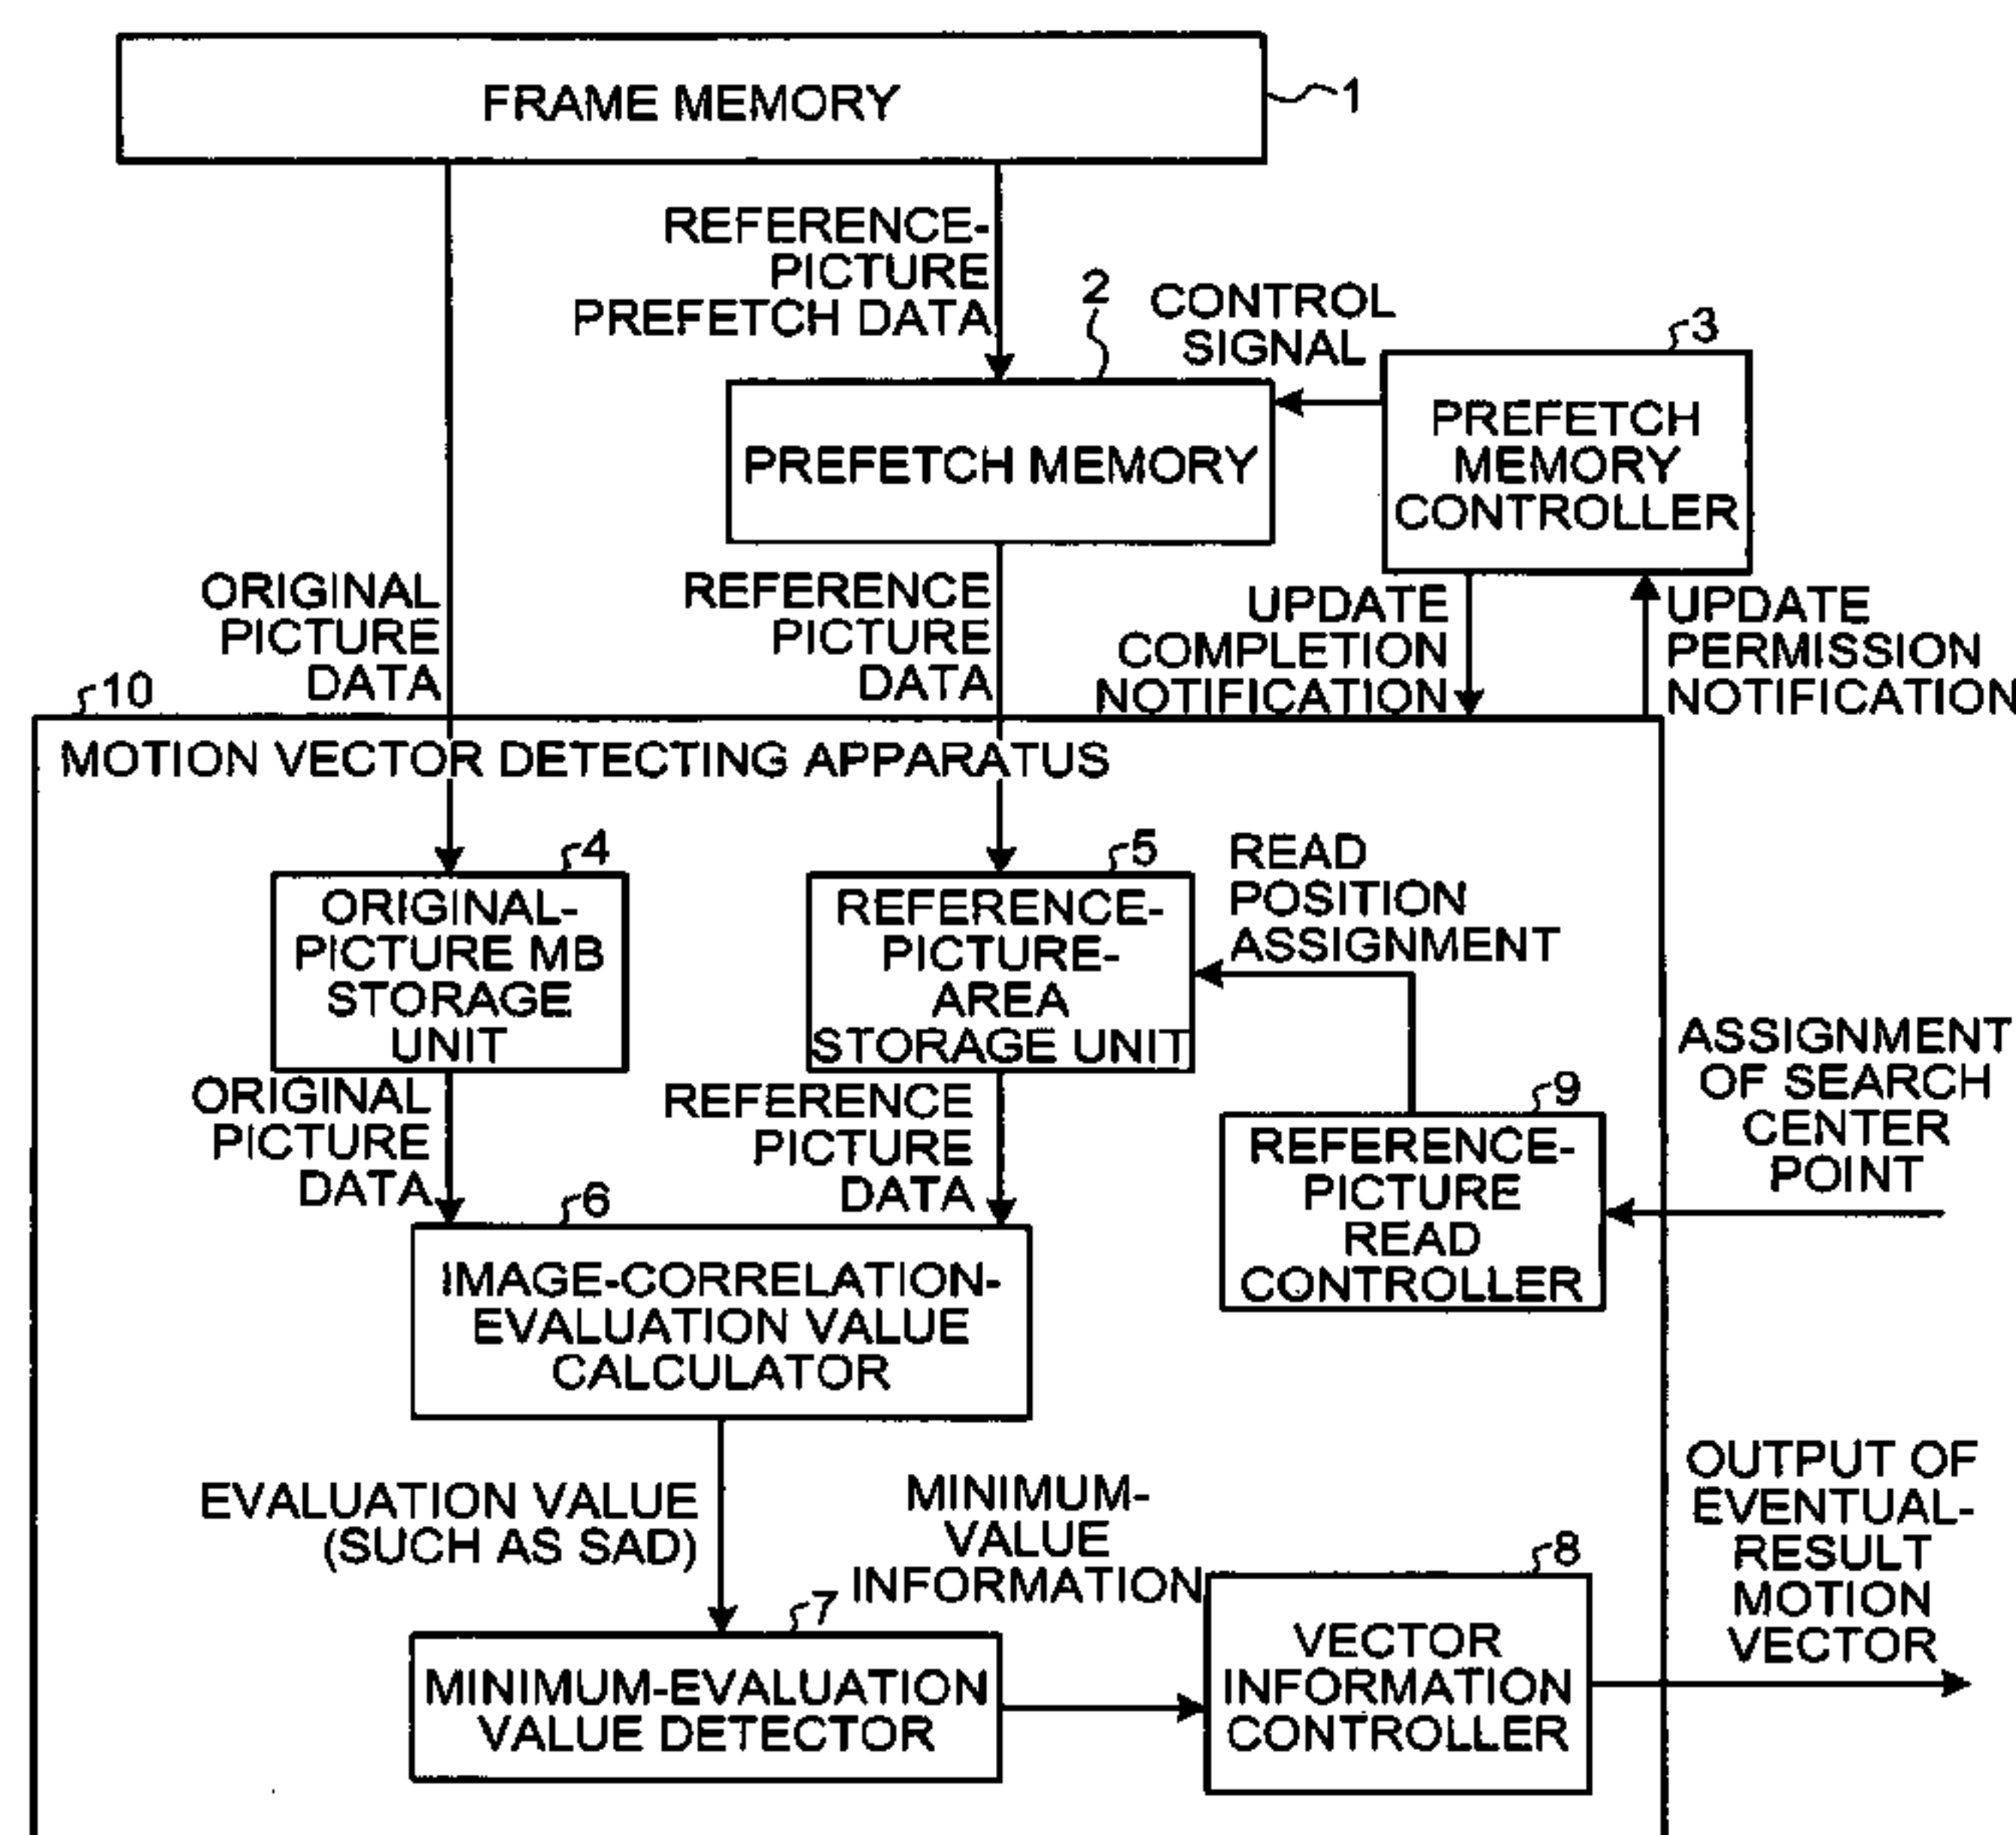 FRAME MEMORY
1
REFERENCE-
PICTURE
PREFETCH DATA
2
CONTROL
SIGNAL
3
PREFETCH MEMORY
PREFETCH
MEMORY
CONTROLLER
ORIGINAL
PICTURE
DATA
REFERENCE
PICTURE
DATA
UPDATE
COMPLETION
NOTIFICATION
UPDATE
PERMISSION
NOTIFICATION
10
MOTION VECTOR DETECTING APPARATUS
4
ORIGINAL-
PICTURE MB
STORAGE
UNIT
5
REFERENCE-
PICTURE-
AREA
STORAGE UNIT
READ
POSITION
ASSIGNMENT
ASSIGNMENT
OF SEARCH
CENTER
POINT
ORIGINAL
PICTURE
DATA
REFERENCE
PICTURE
DATA
9
REFERENCE-
PICTURE
READ
CONTROLLER
6
IMAGE-CORRELATION-
EVALUATION VALUE
CALCULATOR
EVALUATION VALUE
(SUCH AS SAD)
MINIMUM-
VALUE
INFORMATION
OUTPUT OF
EVENTUAL-
RESULT
MOTION
VECTOR
7
MINIMUM-EVALUATION
VALUE DETECTOR
8
VECTOR
INFORMATION
CONTROLLER